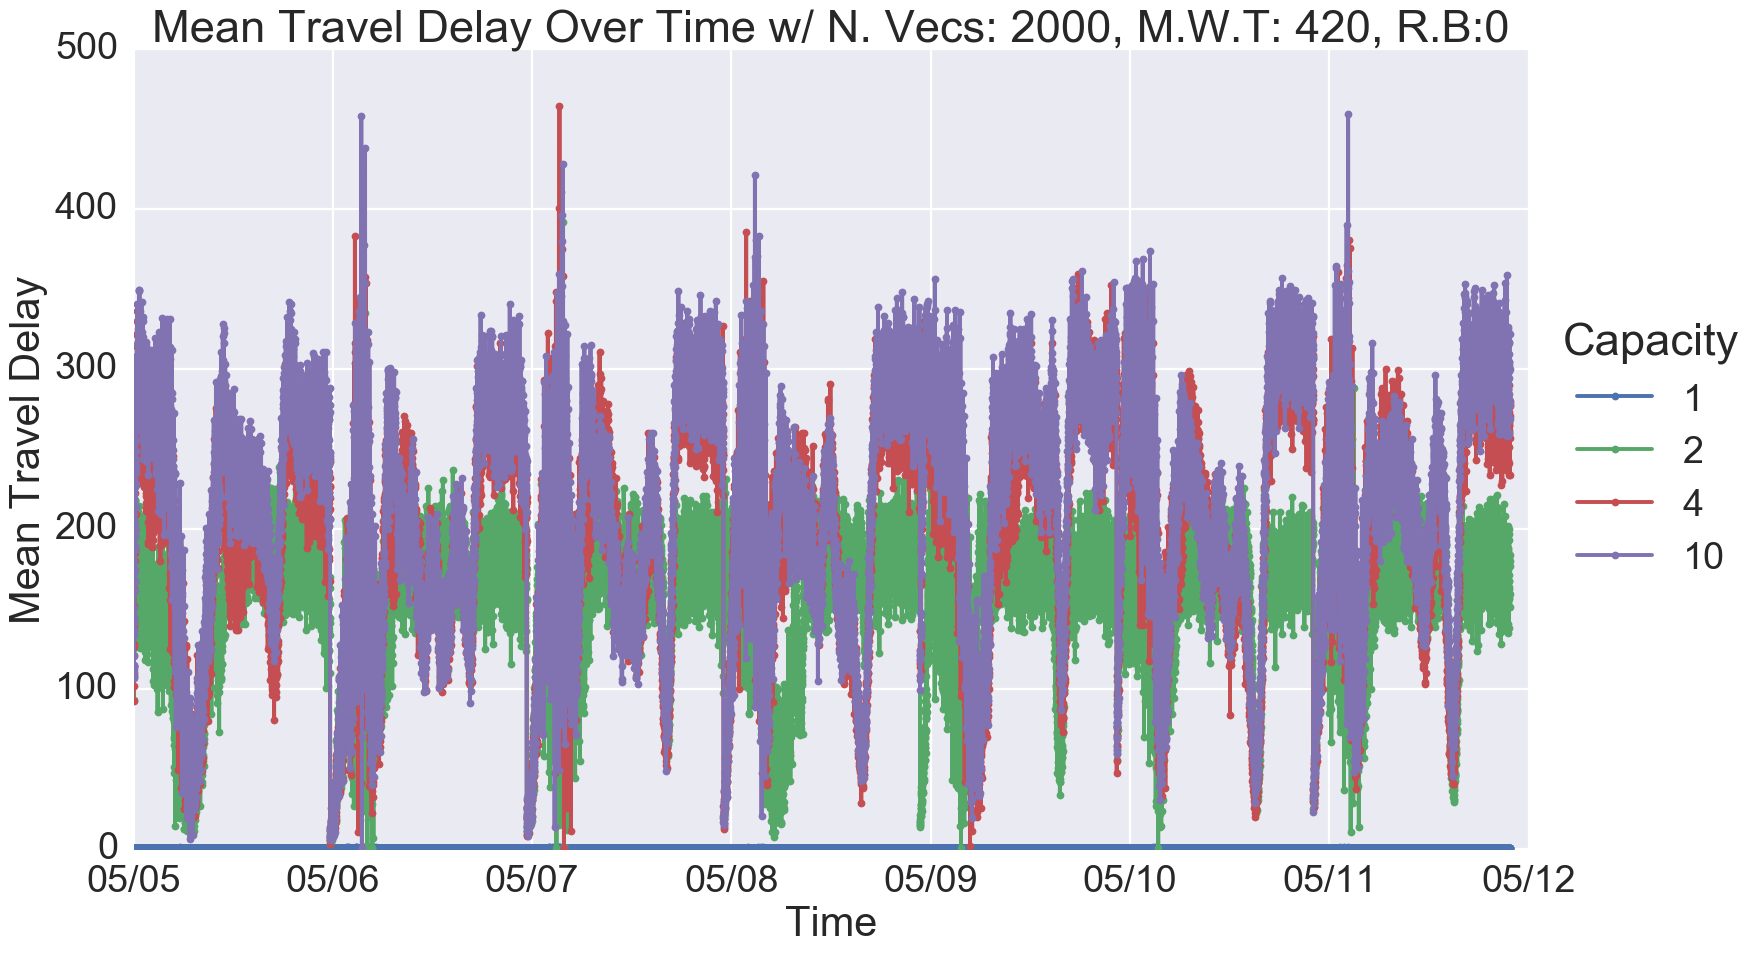 Mean Travel Delay Over Time w/ N. Vecs: 2000, M.W.T: 420, R.B:0
500
400
300
200
100
0
Mean Travel Delay
05/05 05/06 05/07 05/08 05/09 05/10 05/11 05/12
Time
Capacity
1
2
4
10